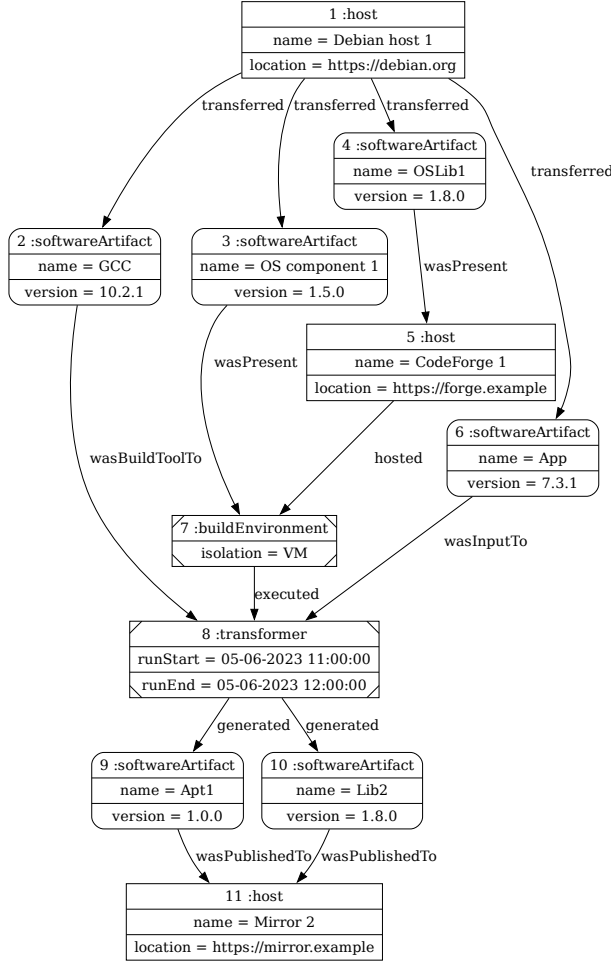 1 :host
name = Debian host 1
location = https://debian.org
transferred
transferred
transferred
transferred
4 :softwareArtifact
name = OSLib1
version = 1.8.0
2 :softwareArtifact
name = GCC
version = 10.2.1
3 :softwareArtifact
name = OS component 1
version = 1.5.0
wasPresent
wasPresent
5 :host
name = CodeForge 1
location = https://forge.example
wasBuildToolTo
hosted
6 :softwareArtifact
name = App
version = 7.3.1
7 :buildEnvironment
isolation = VM
wasInputTo
executed
8 :transformer
runStart = 05-06-2023 11:00:00
runEnd = 05-06-2023 12:00:00
generated
generated
9 :softwareArtifact
name = Apt1
version = 1.0.0
10 :softwareArtifact
name = Lib2
version = 1.8.0
wasPublishedTo
wasPublishedTo
11 :host
name = Mirror 2
location = https://mirror.example